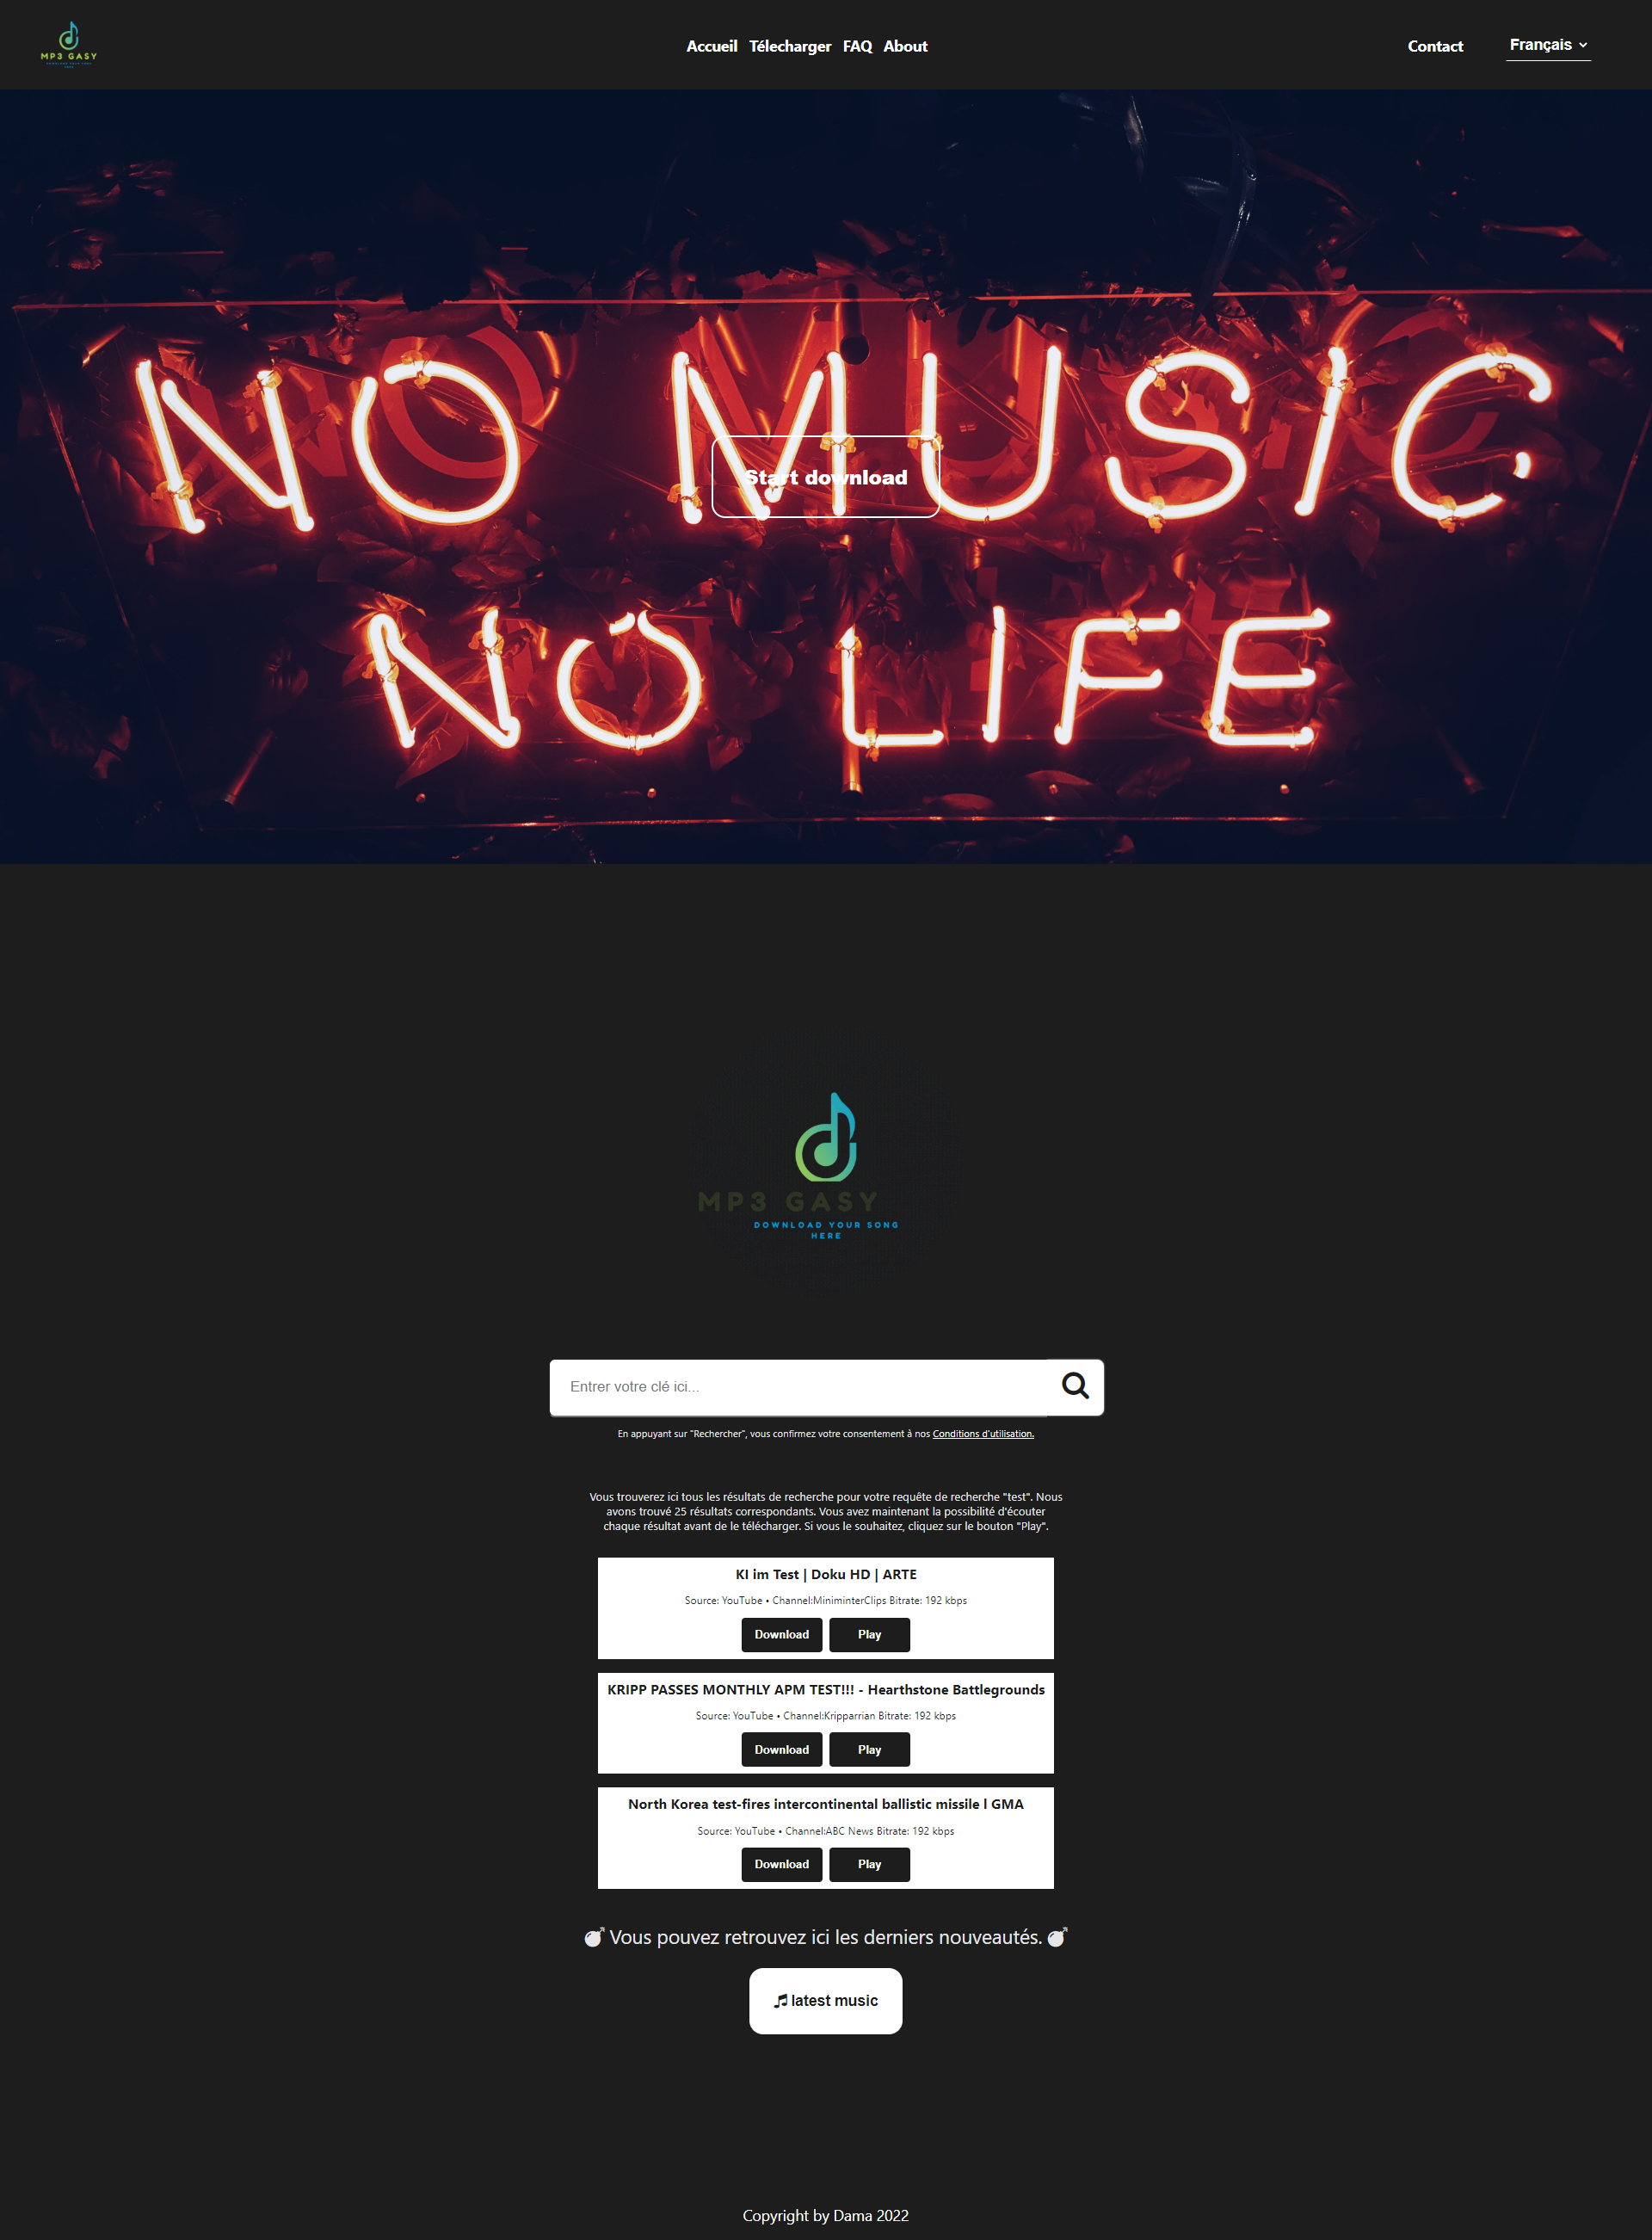 MP3 GASY
DOWNLOAD YOUR SONG
HERE
Accueil Télecharger FAQ About
Contact Français
NO MUSIC
Start download
NO LIFE
MP3 GASY
DOWNLOAD YOUR SONG
HERE
Entrer votre clé ici...
En appuyant sur "Rechercher", vous confirmez votre consentement à nos Conditions d'utilisation.
Vous trouverez ici tous les résultats de recherche pour votre requête de recherche "test". Nous
avons trouvé 25 résultats correspondants. Vous avez maintenant la possibilité d'écouter
chaque résultat avant de le télécharger. Si vous le souhaitez, cliquez sur le bouton "Play".
KI im Test | Doku HD | ARTE
Source: YouTube • Channel:MiniminterClips Bitrate: 192 kbps
Download Play
KRIPP PASSES MONTHLY APM TEST!!! - Hearthstone Battlegrounds
Source: YouTube • Channel:Kripparrian Bitrate: 192 kbps
Download Play
North Korea test-fires intercontinental ballistic missile l GMA
Source: YouTube • Channel:ABC News Bitrate: 192 kbps
Download Play
Vous pouvez retrouvez ici les derniers nouveautés.
latest music
Copyright by Dama 2022